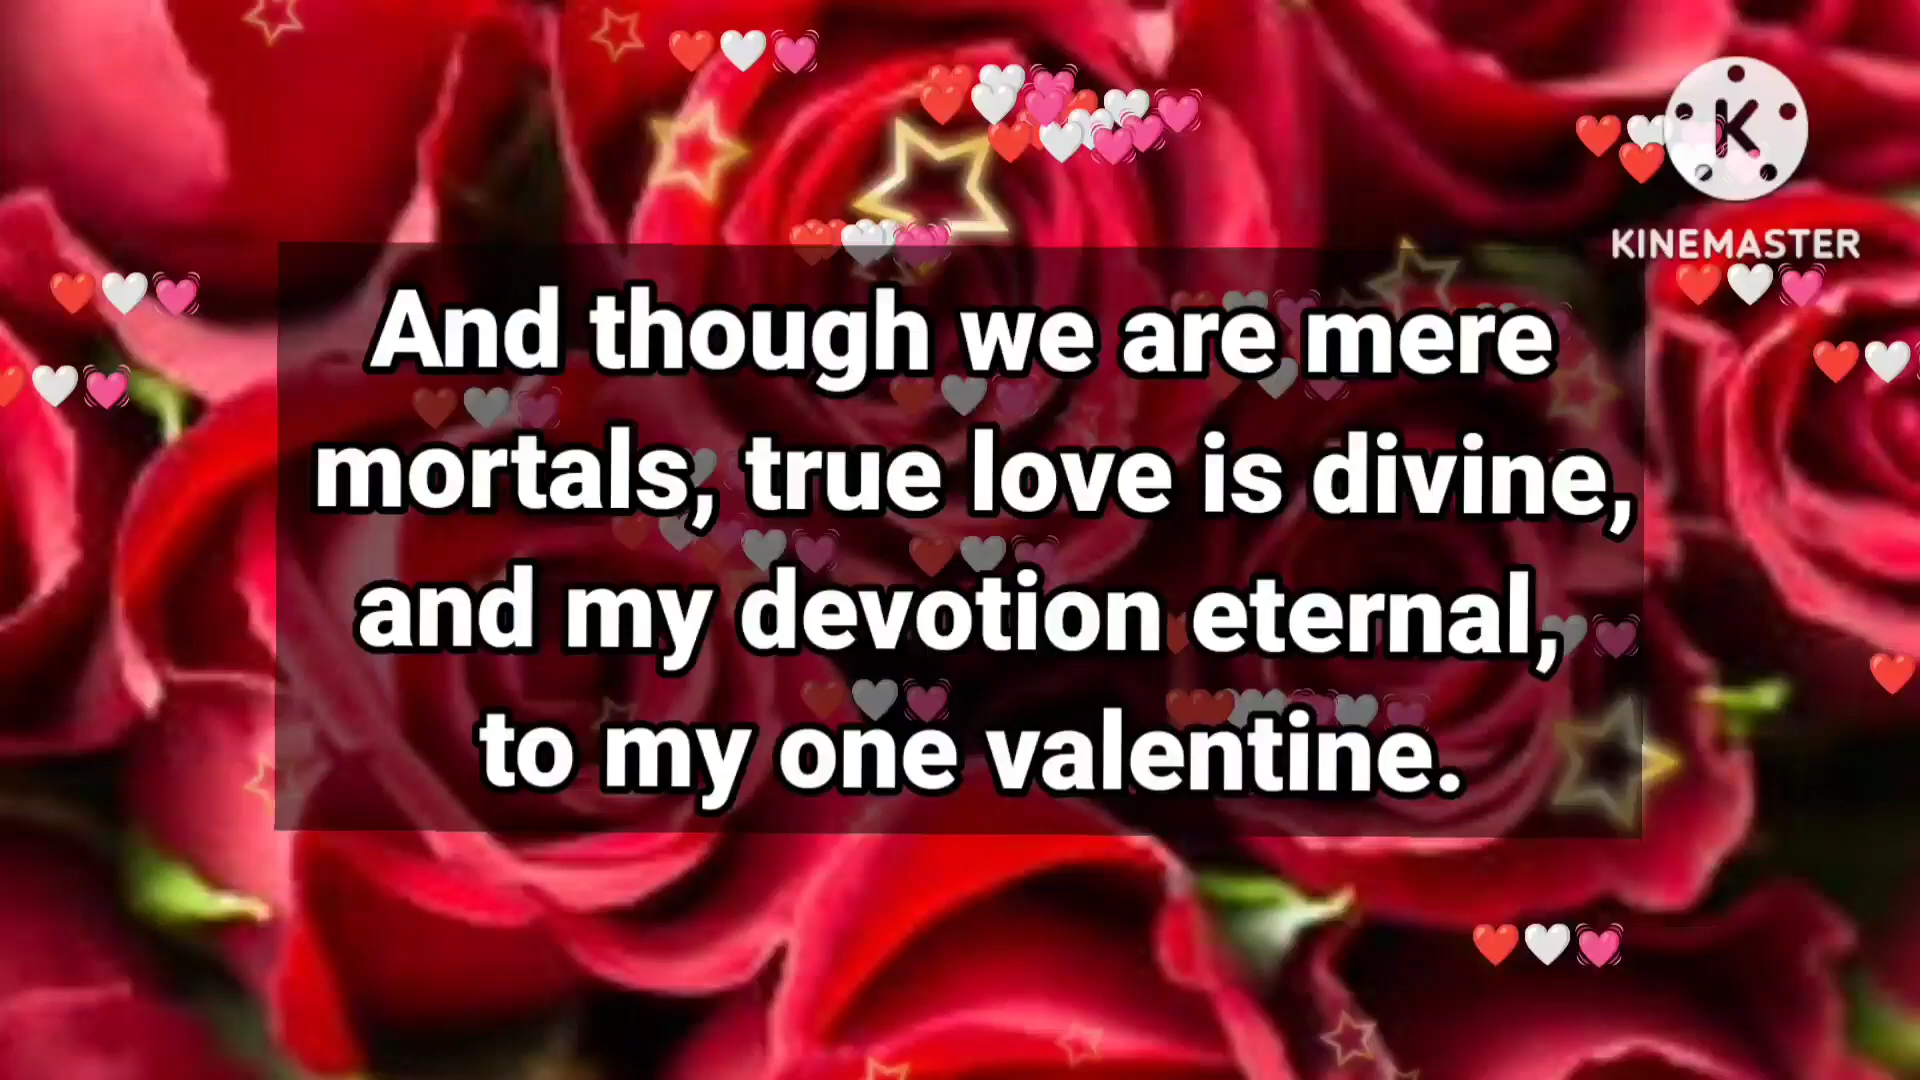 K
KINEMASTER
And though we are mere
mortals, true love is divine,
and my devotion eternal,
to my one valentine.